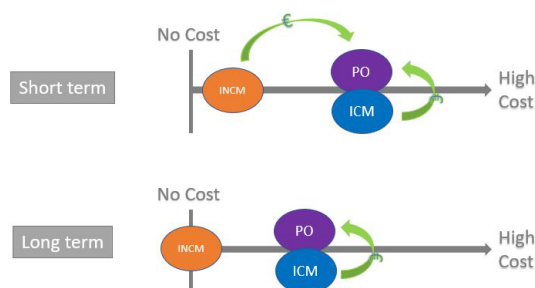 No Cost
€
PO
Short term
INCM
High
Cost
ICM
€
No Cost
PO
Long term
INCM
High
Cost
ICM
€